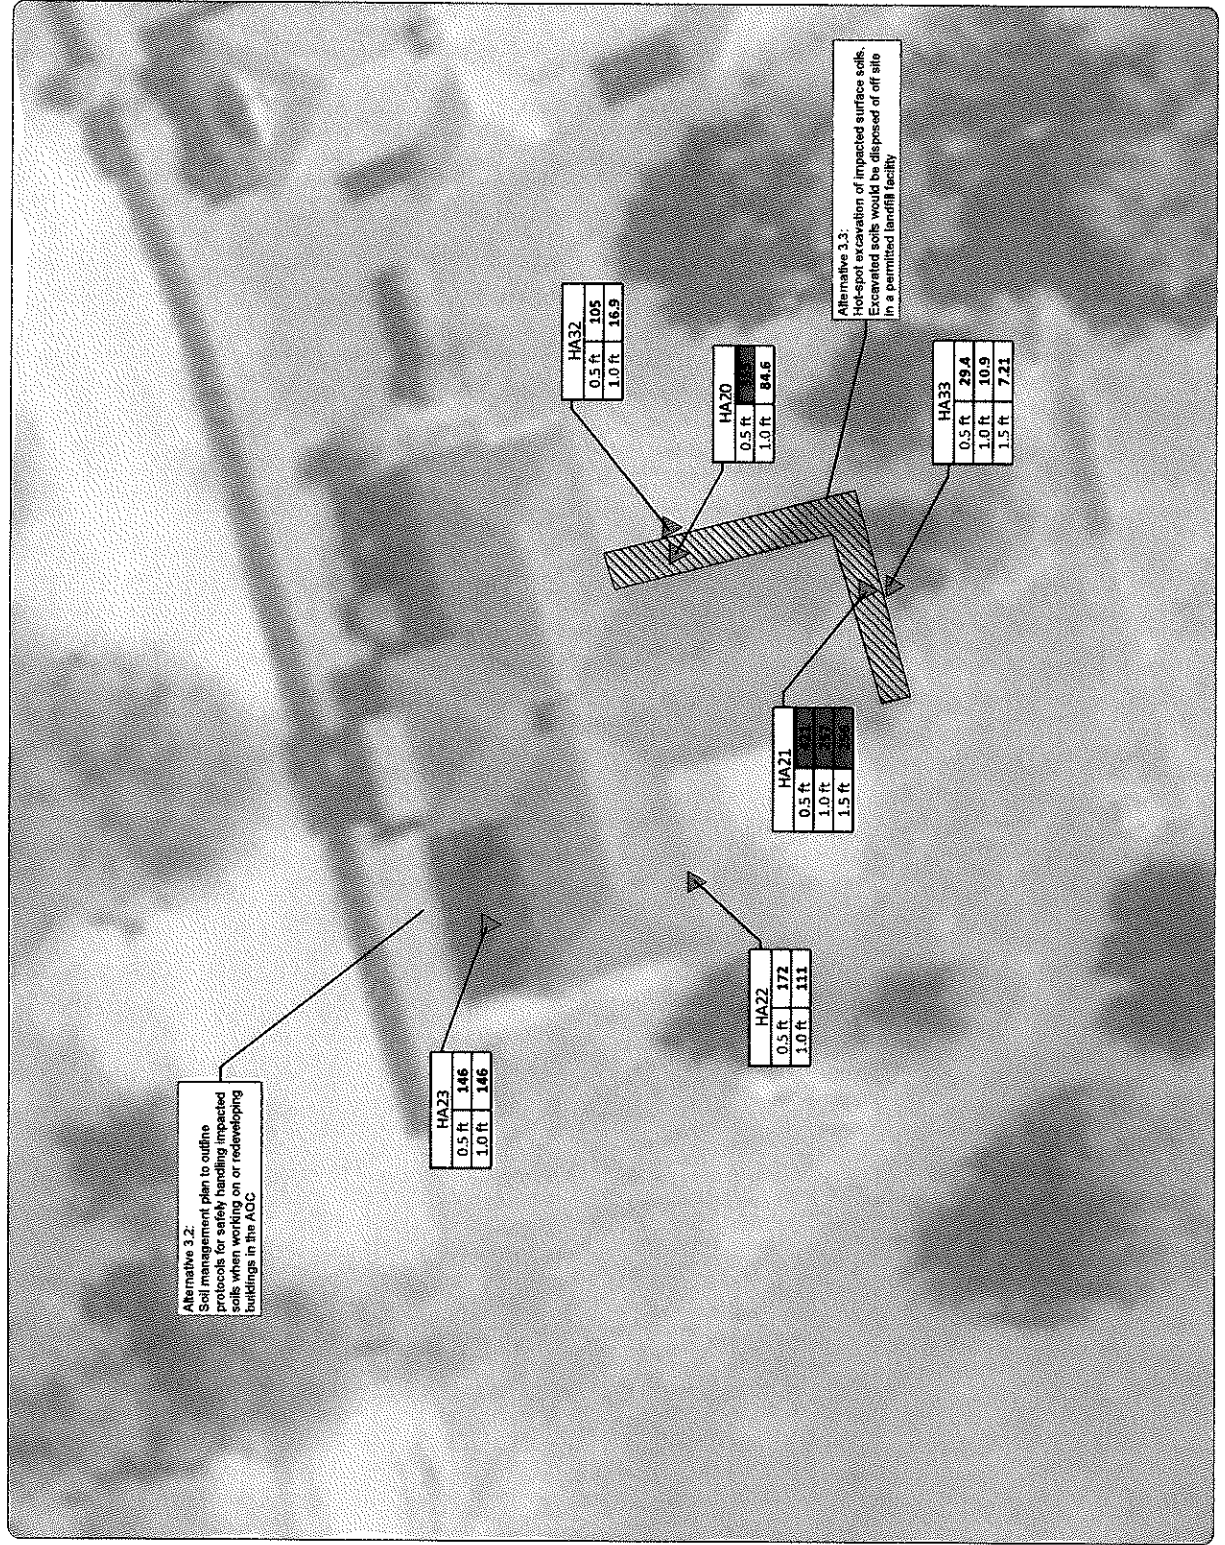 Alternative 3.2:
Soil management plan to outline
protocols for safely handling impacted
soils when working on or redeveloping
buildings in the AOC
HA23
0.5 ft 146
1.0 ft 146
HA22
0.5 ft 172
1.0 ft 111
HA21
0.5 ft
1.0 ft
1.5 ft
HA32
0.5 ft 105
1.0 ft 16.9
HA20
0.5 ft
1.0 ft 84.6
HA33
0.5 ft 29.4
1.0 ft 10.9
1.5 ft 7.21
Alternative 3.3:
Hot-spot excavation of impacted surface soils.
Excavated soils would be disposed of off site
in a permitted landfill facility